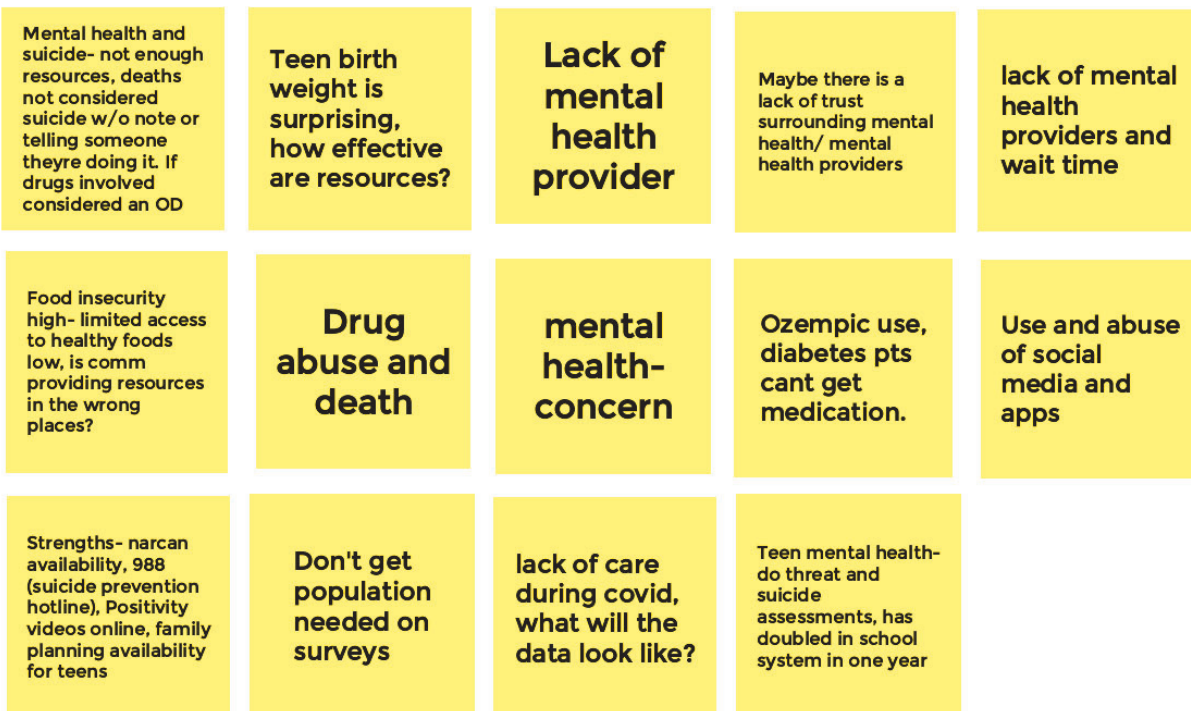 Mental health and
suicide- not enough
resources, deaths
not considered
suicide w/o note or
telling someone
theyre doing it. If
drugs involved
considered an OD
Teen birth
weight is
surprising,
how effective
are resources?
Lack of
mental
health
provider
Maybe there is a
lack of trust
surrounding mental
health/ mental
health providers
lack of mental
health
providers and
wait time
Food insecurity
high- limited access
to healthy foods
low, is comm
providing resources
in the wrong
places?
Drug
abuse and
death
mental
health-
concern
Ozempic use,
diabetes pts
cant get
medication.
Use and abuse
of social
media and
apps
Strengths- narcan
availability, 988
(suicide prevention
hotline), Positivity
videos online, family
planning availability
for teens
Don't get
population
needed on
surveys
lack of care
during covid,
what will the
data look like?
Teen mental health-
do threat and
suicide
assessments, has
doubled in school
system in one year